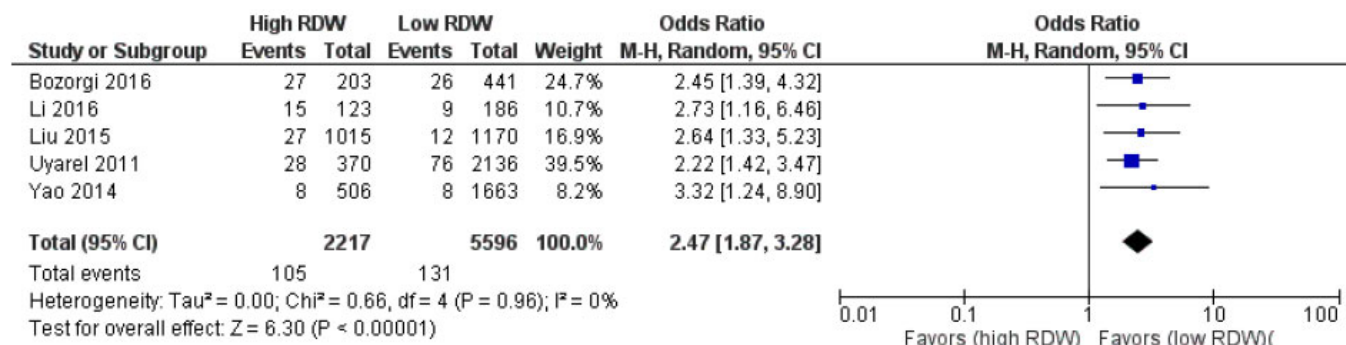 High RDW Low RDW Odds Ratio Odds Ratio
Study or Subgroup Events Total Events Total Weight M-H, Random, 95% CI M-H, Random, 95% CI
Bozorgi 2016 27 203 26 441 24.7% 2.45 [1.39, 4.32]
Li 2016 15 123 9 186 10.7% 2.73 [1.16, 6.46]
Liu 2015 27 1015 12 1170 16.9% 2.64 [1.33, 5.23]
Uyarel 2011 28 370 76 2136 39.5% 2.22 [1.42, 3.47]
Yao 2014 8 506 8 1663 8.2% 3.32 [1.24, 8.90]
Total (95% CI) 2217 5596 100.0% 2.47 [1.87, 3.28]
Total events 105 131
Heterogeneity: Tau² = 0.00; Chi² = 0.66, df = 4 (P = 0.96); I² = 0%
Test for overall effect: Z = 6.30 (P < 0.00001)
0.01 0.1 1 10 100
Favors (high RDW) Favors (low RDW)(